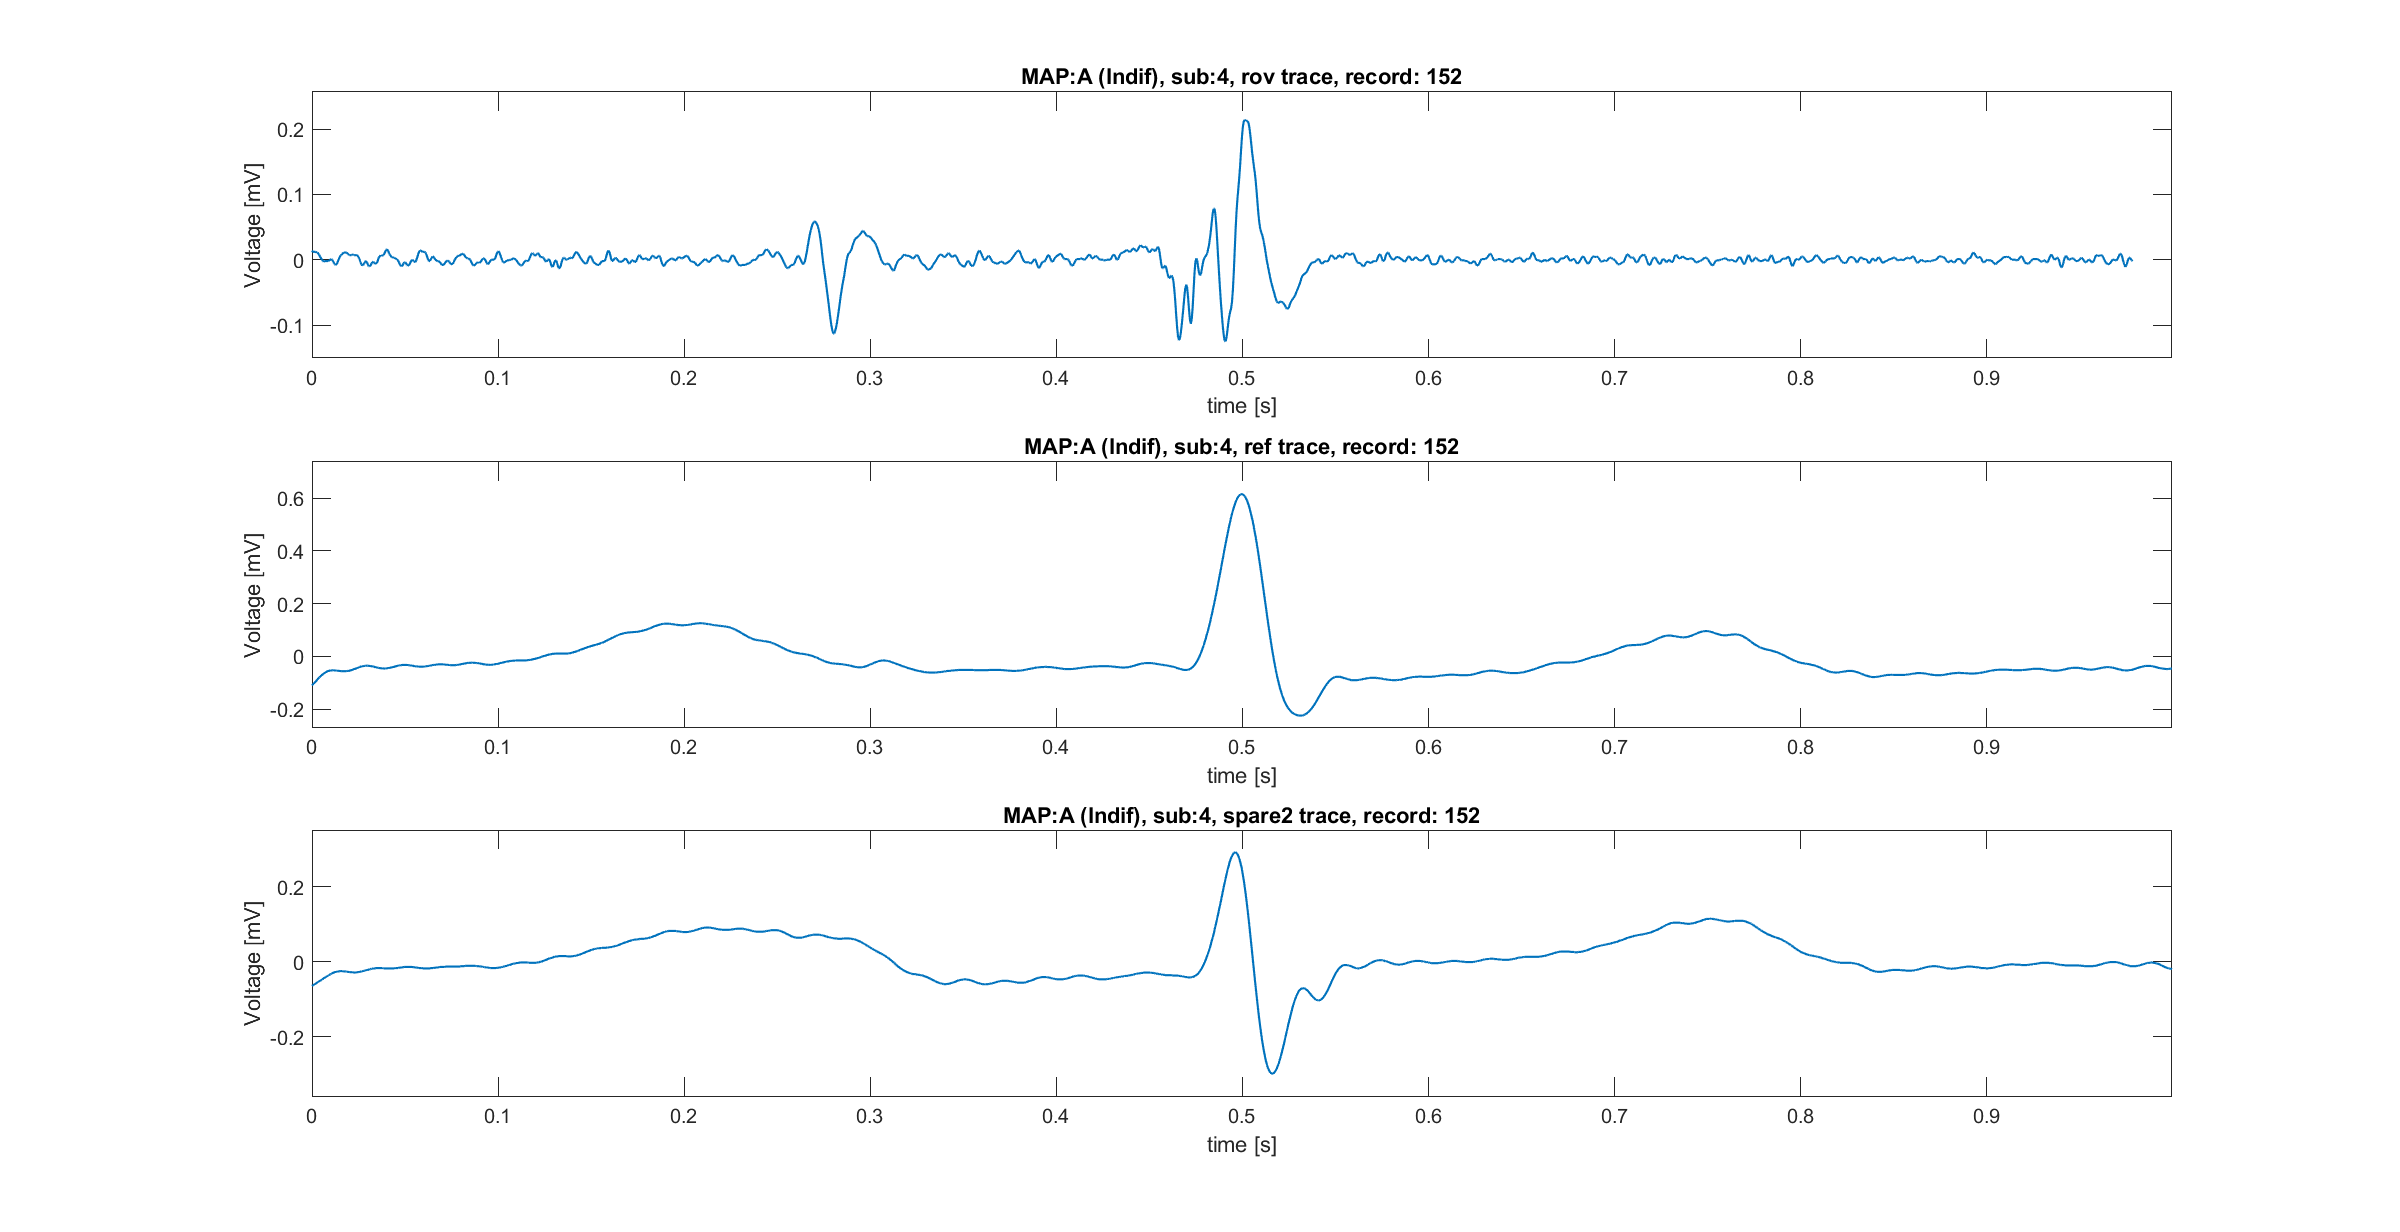 MAP:A (Indif), sub:4, rov trace, record: 152
Voltage [mV]
0.2
0.1
0
-0.1
0 0.1 0.2 0.3 0.4 0.5 0.6 0.7 0.8 0.9
time [s]
MAP:A (Indif), sub:4, ref trace, record: 152
Voltage [mV]
0.6
0.4
0.2
0
-0.2
0 0.1 0.2 0.3 0.4 0.5 0.6 0.7 0.8 0.9
time [s]
MAP:A (Indif), sub:4, spare2 trace, record: 152
Voltage [mV]
0.2
0
-0.2
0 0.1 0.2 0.3 0.4 0.5 0.6 0.7 0.8 0.9
time [s]